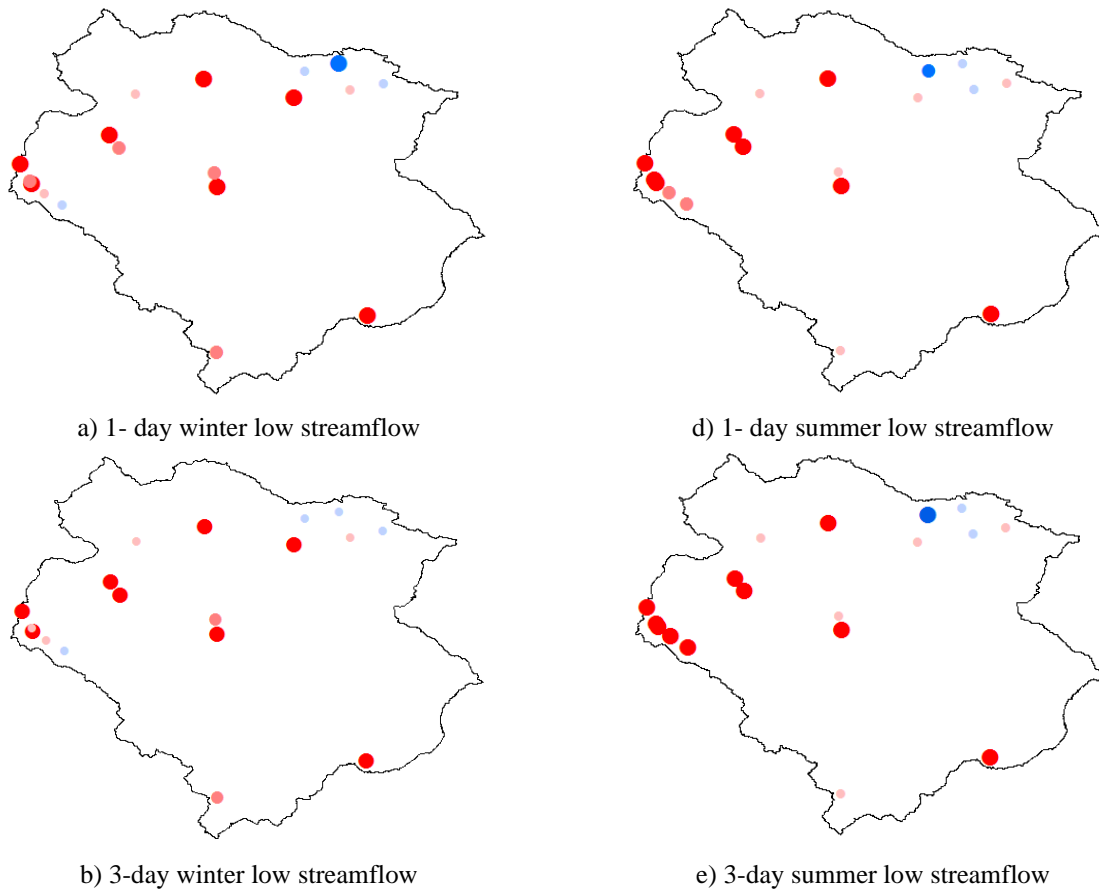 a) 1- day winter low streamflow
d) 1- day summer low streamflow
b) 3-day winter low streamflow
e) 3-day summer low streamflow